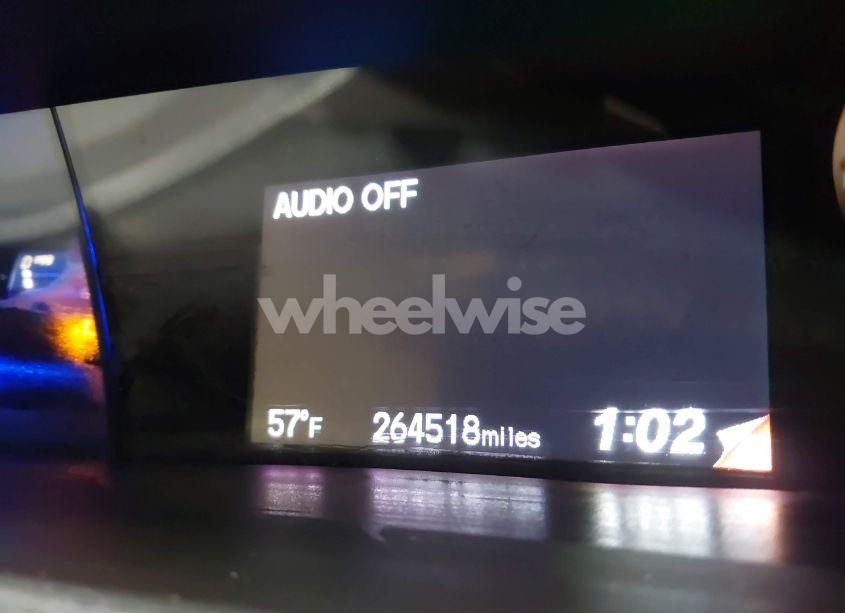 AUDIO OFF
wheelwise
57°F 264518miles 1:02